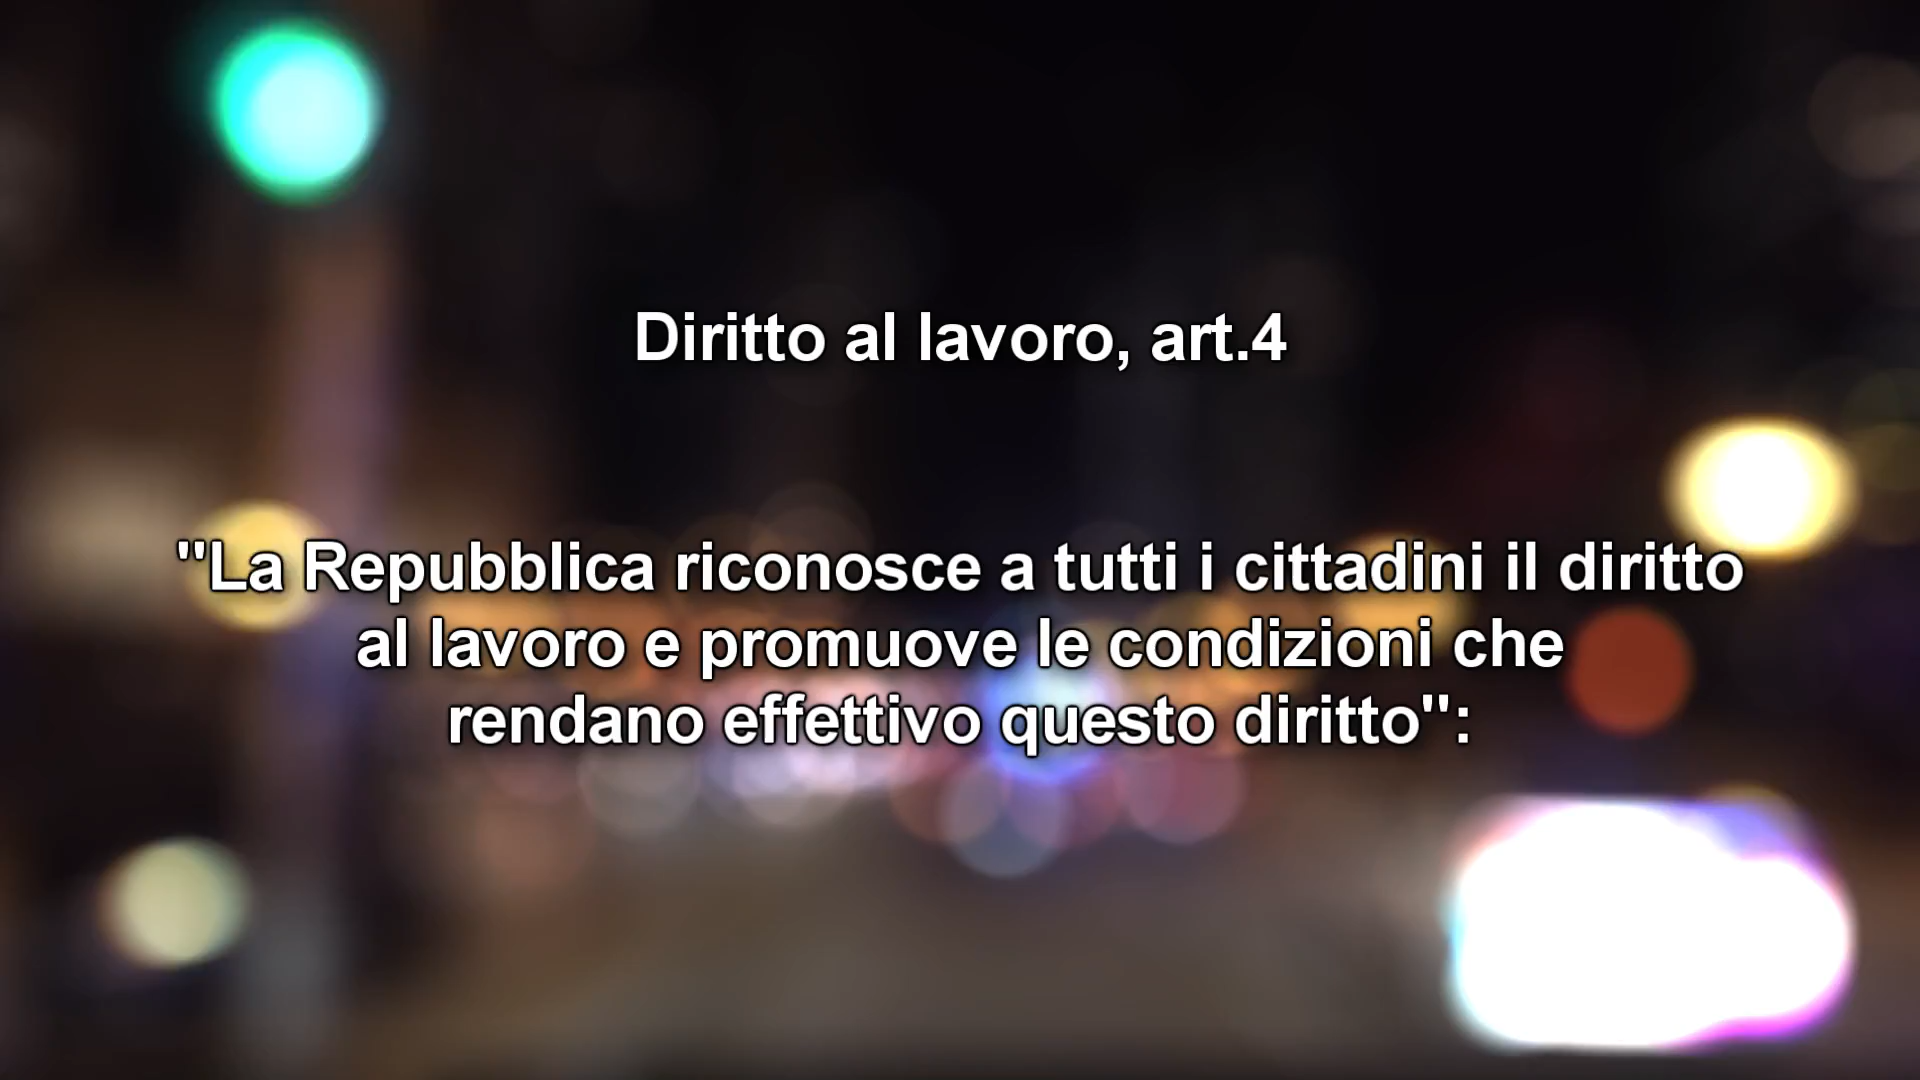 Diritto al lavoro, art.4
"La Repubblica riconosce a tutti i cittadini il diritto
al lavoro e promuove le condizioni che
rendano effettivo questo diritto":